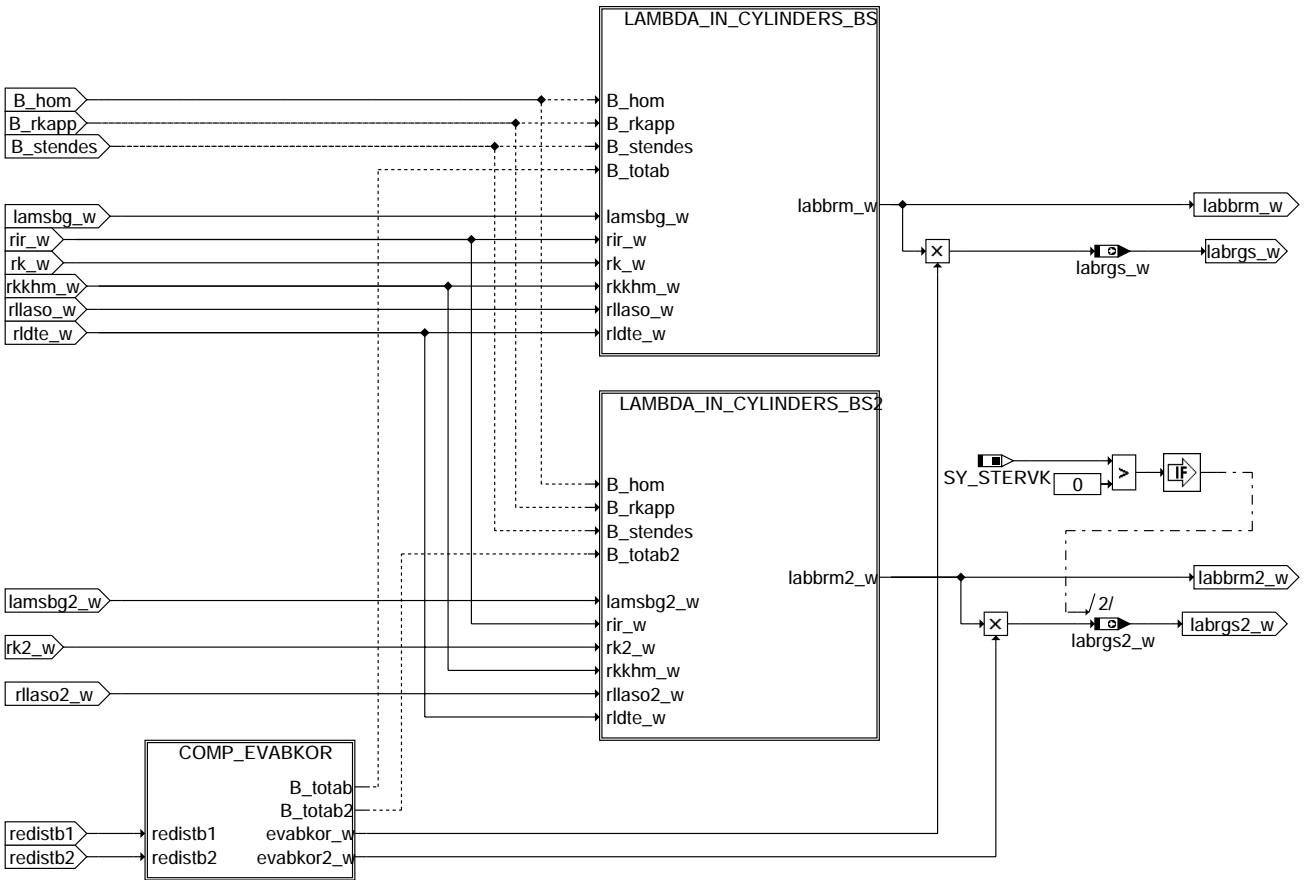 LAMBDA_IN_CYLINDERS_BS
B_hom
B_hom
B_rkapp
B_rkapp
B_stendes
B_stendes
B_totab
lamsbg_w
lamsbg_w
labbrm_w
labbrm_w
rir_w
rir_w
×
labrgs_w
labrgs_w
rk_w
rk_w
rkkhm_w
rkkhm_w
rllaso_w
rllaso_w
rldte_w
rldte_w
LAMBDA_IN_CYLINDERS_BS2
B_hom
B_rkapp
B_stendes
B_totab2
SY_STERVK
0
>
IF
labbrm2_w
labbrm2_w
lamsbg2_w
lamsbg2_w
rir_w
2/
×
labrgs2_w
labrgs2_w
rk2_w
rk2_w
rkkhm_w
rllaso2_w
rllaso2_w
rldte_w
COMP_EVABKOR
B_totab
B_totab2
redistb1
redistb1
evabkor_w
redistb2
redistb2
evabkor2_w